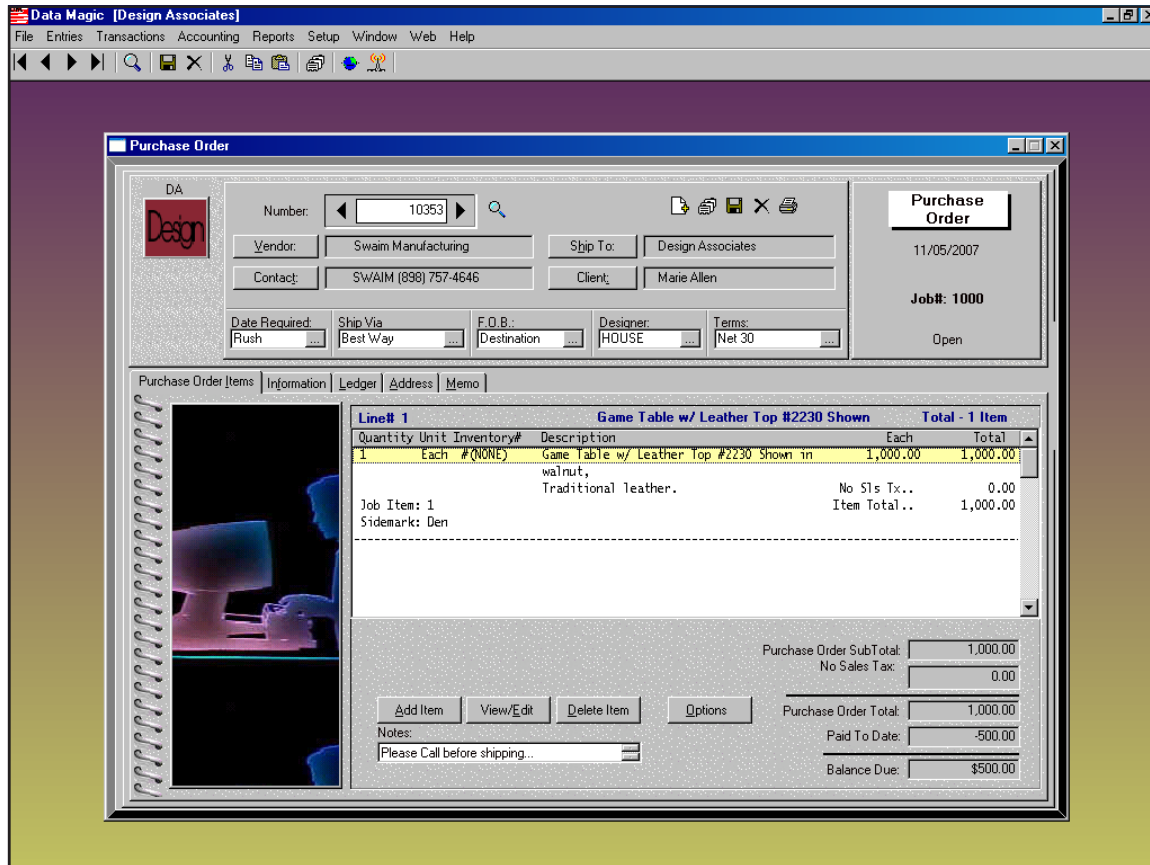 Data Magic [Design Associates]
File Entries Transactions Accounting Reports Setup Window Web Help
Purchase Order
DA
Design
Number: 10353
Vendor: Swaim Manufacturing Ship To: Design Associates
Contact: SWAIM (898) 757-4646 Client: Marie Allen
Purchase
Order
11/05/2007
Job#: 1000
Open
Date Required: Ship Via F.O.B.: Designer: Terms:
Rush ... Best Way ... Destination ... HOUSE ... Net 30 ...
Purchase Order Items Information Ledger Address Memo
Line# 1 Game Table w/ Leather Top #2230 Shown Total - 1 Item
Quantity Unit Inventory# Description Each Total
1 Each #(NONE) Game Table w/ Leather Top #2230 Shown in 1,000.00 1,000.00
walnut,
Traditional leather. No Sls Tx.. 0.00
Job Item: 1 Item Total.. 1,000.00
Sidemark: Den
Purchase Order SubTotal: 1,000.00
No Sales Tax: 0.00
Add Item View/Edit Delete Item Options Purchase Order Total: 1,000.00
Notes: Paid To Date: -500.00
Please Call before shipping...
Balance Due: $500.00